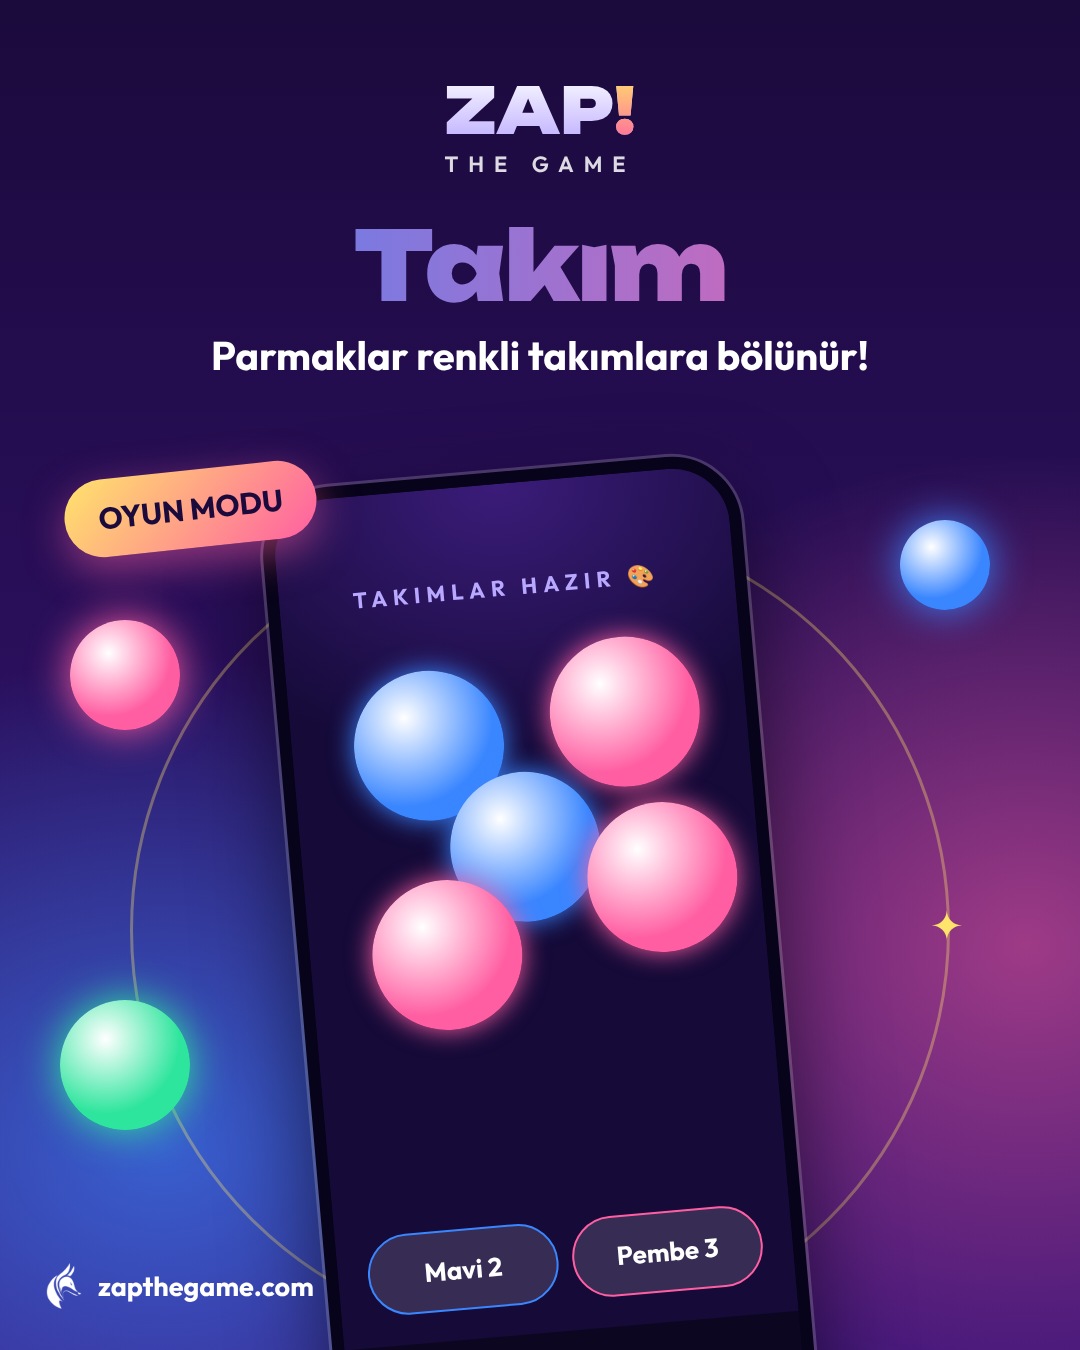 ZAP!
THE GAME
Takım
Parmaklar renkli takımlara bölünür!
OYUN MODU
TAKIMLAR HAZIR 🎨
Mavi 2
Pembe 3
zapthegame.com